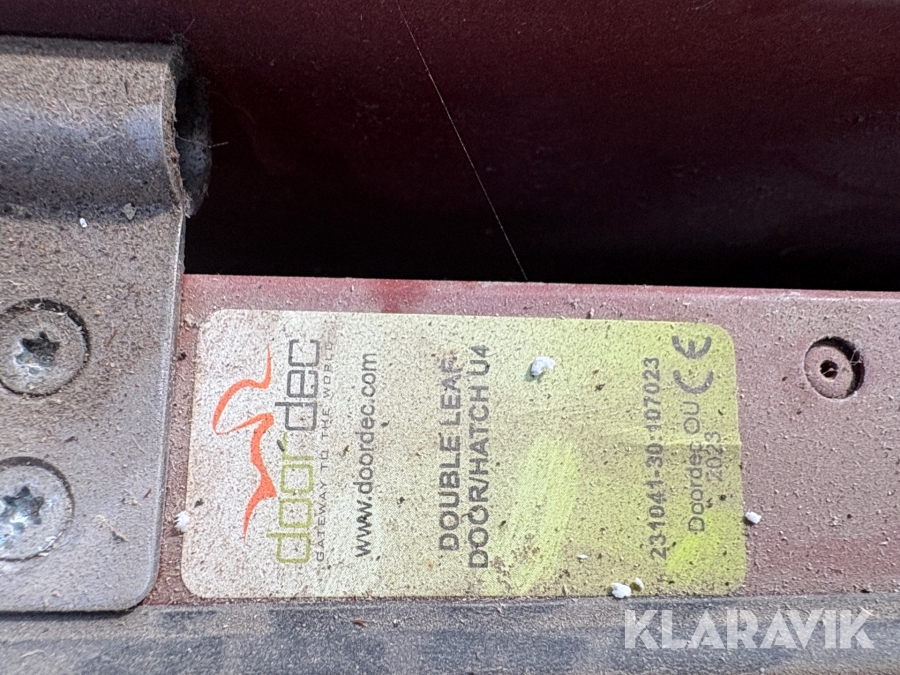 doordec
GATEWAY TO THE WORLD
www.doordec.com
DOUBLE LEAF
DOOR/HATCH U4
231041-30:107023
Doordec OU CE
2023
KLARAVIK